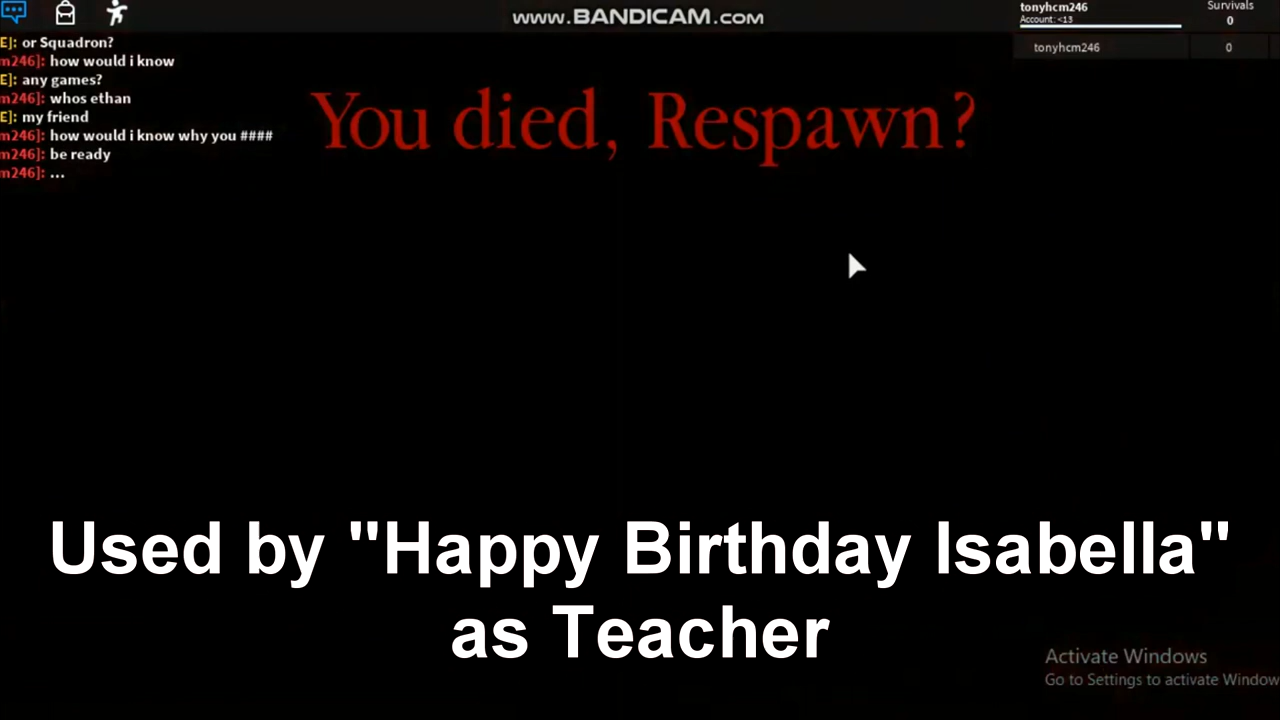 www.BANDICAM.com
tonyhcm246
Account: <13
Survivals
0
tonyhcm246 0
E]: or Squadron?
m246]: how would i know
E]: any games?
m246]: whos ethan
E]: my friend
m246]: how would i know why you ####
m246]: be ready
m246]: ...
You died, Respawn?
Used by "Happy Birthday Isabella"
as Teacher
Activate Windows
Go to Settings to activate Window